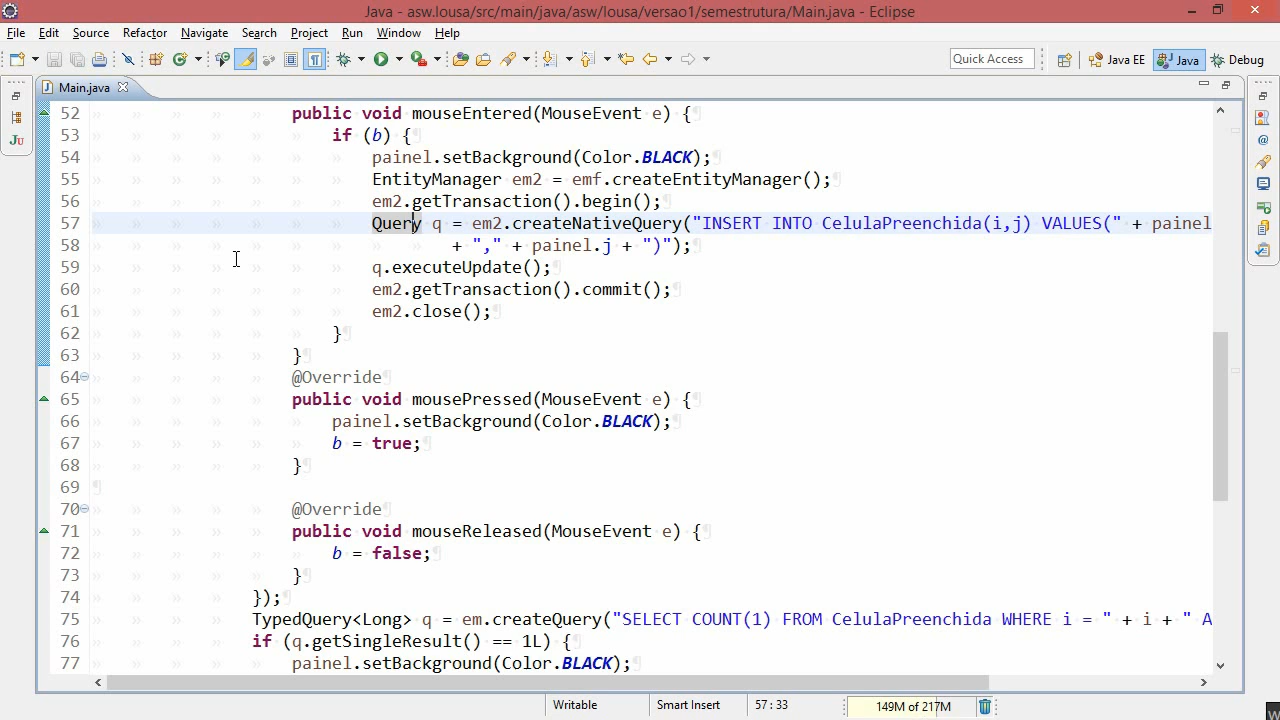 Java - asw.lousa/src/main/java/asw/lousa/versao1/semestrutura/Main.java - Eclipse
File Edit Source Refactor Navigate Search Project Run Window Help
Quick Access Java EE Java Debug
Main.java
52 public void mouseEntered(MouseEvent e) {
53 if (b) {
54 painel.setBackground(Color.BLACK);
55 EntityManager em2 = emf.createEntityManager();
56 em2.getTransaction().begin();
57 Query q = em2.createNativeQuery("INSERT INTO CelulaPreenchida(i,j) VALUES(" + painel
58 + "," + painel.j + ")");
59 q.executeUpdate();
60 em2.getTransaction().commit();
61 em2.close();
62 }
63 }
64 @Override
65 public void mousePressed(MouseEvent e) {
66 painel.setBackground(Color.BLACK);
67 b = true;
68 }
69
70 @Override
71 public void mouseReleased(MouseEvent e) {
72 b = false;
73 }
74 });
75 TypedQuery<Long> q = em.createQuery("SELECT COUNT(1) FROM CelulaPreenchida WHERE i = " + i + " A
76 if (q.getSingleResult() == 1L) {
77 painel.setBackground(Color.BLACK);
Writable Smart Insert 57 : 33 149M of 217M